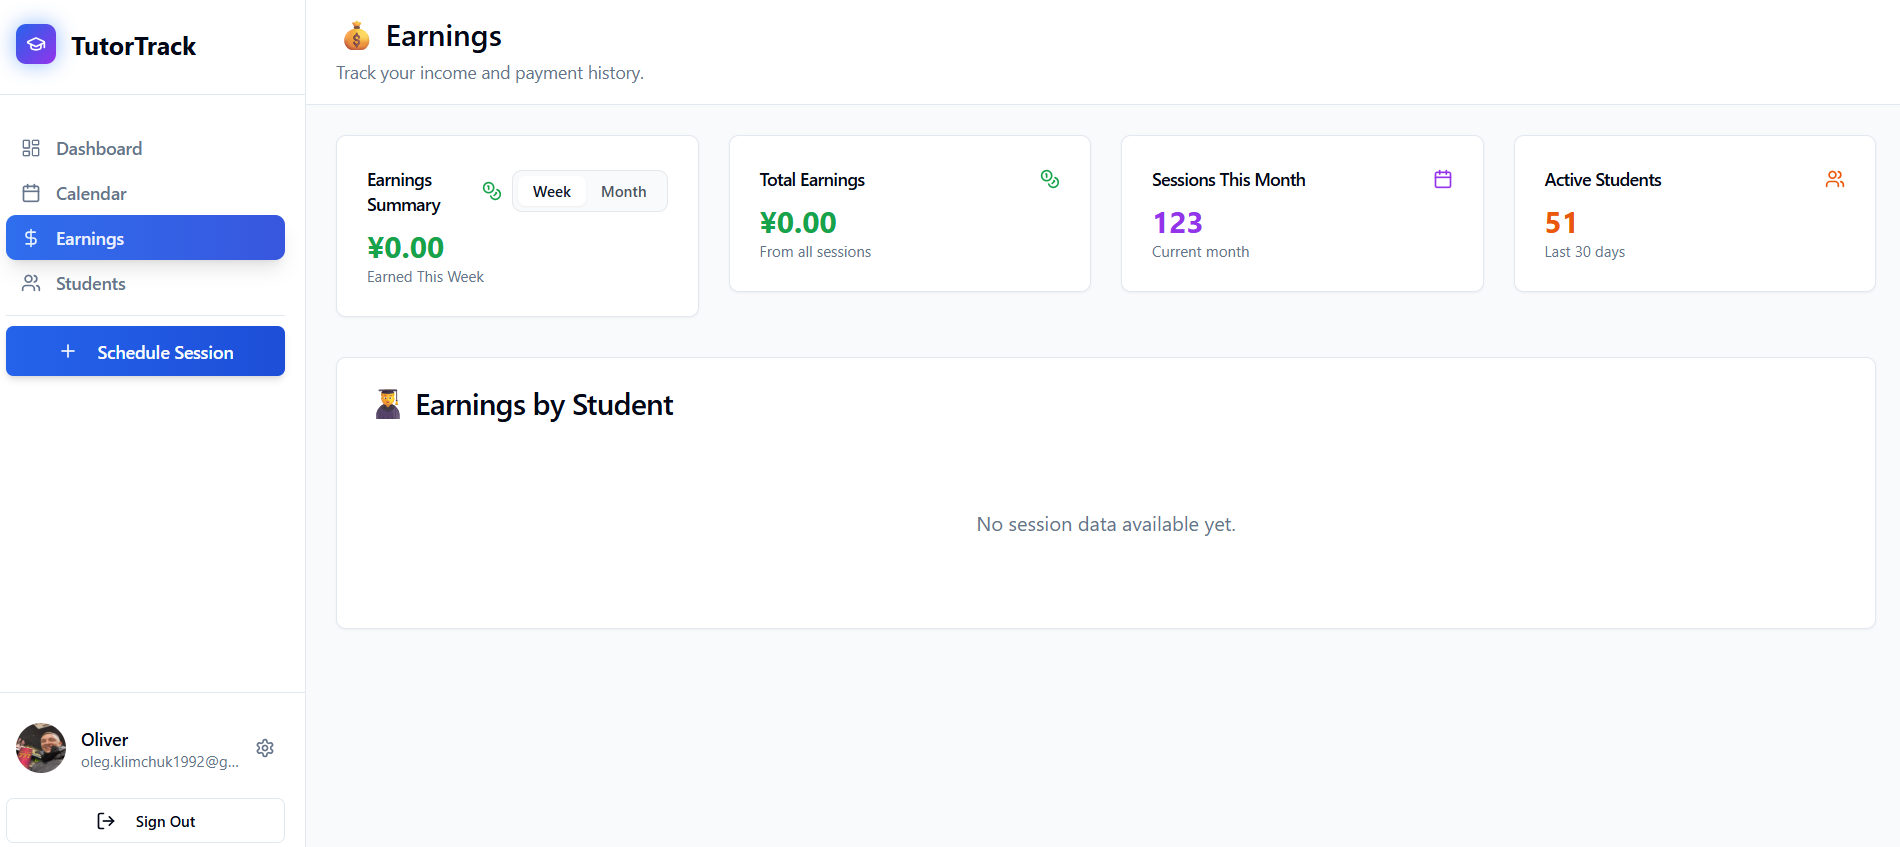 TutorTrack
Dashboard
Calendar
Earnings
Students
Schedule Session
Oliver
oleg.klimchuk1992@g...
Sign Out
Earnings
Track your income and payment history.
Earnings
Summary
Week
Month
¥0.00
Earned This Week
Total Earnings
¥0.00
From all sessions
Sessions This Month
123
Current month
Active Students
51
Last 30 days
Earnings by Student
No session data available yet.